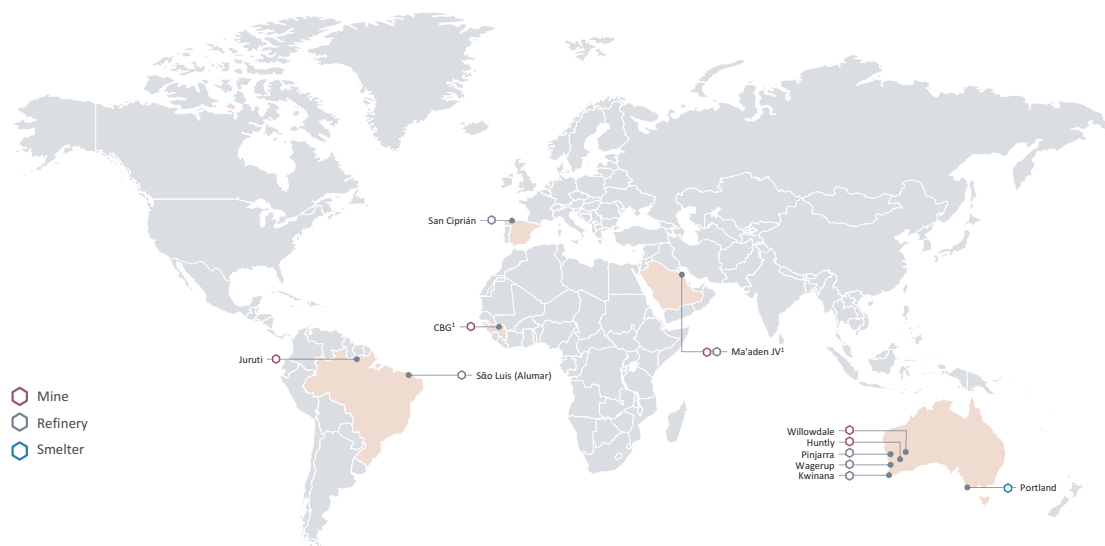 San Ciprián
CBG¹
Ma'aden JV¹
Juruti
São Luis (Alumar)
Mine
Refinery
Smelter
Willowdale
Huntly
Pinjarra
Wagerup
Kwinana
Portland